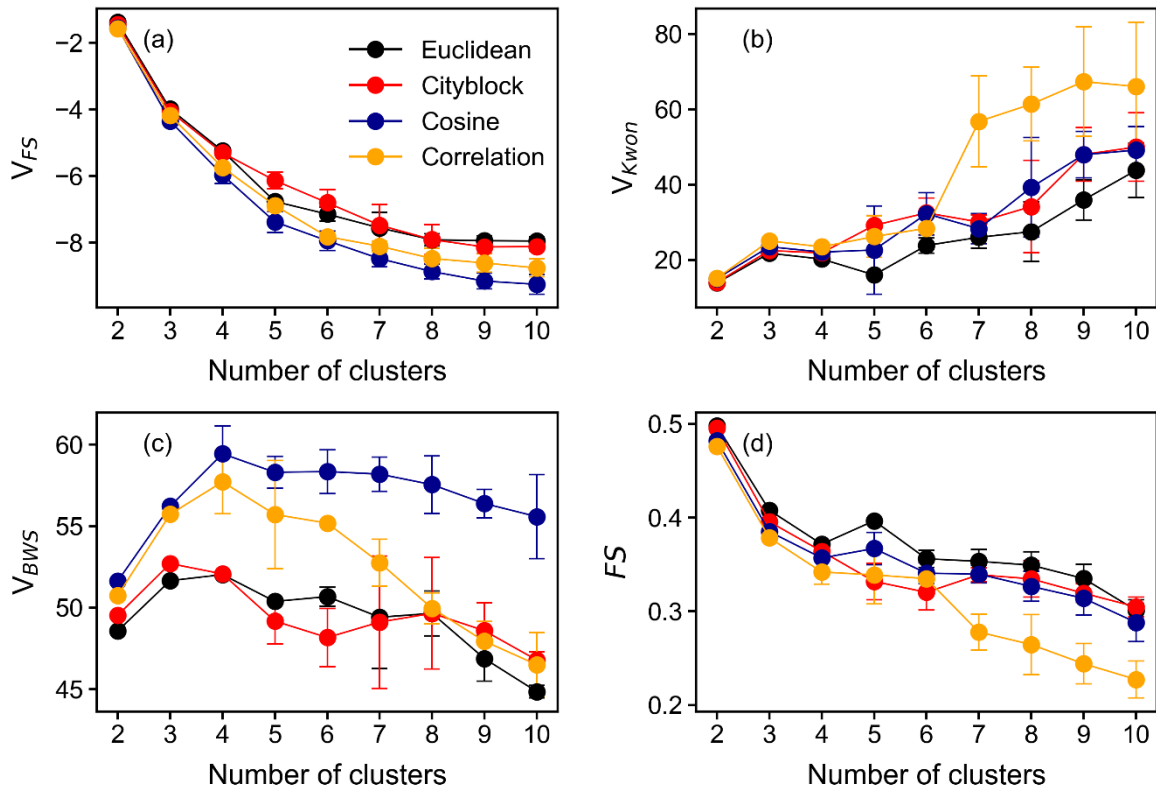 (a)
Euclidean
Cityblock
Cosine
Correlation
V_FS
−2
−4
−6
−8
2 3 4 5 6 7 8 9 10
Number of clusters
(b)
V_Kwon
80
60
40
20
2 3 4 5 6 7 8 9 10
Number of clusters
(c)
V_BWS
60
55
50
45
2 3 4 5 6 7 8 9 10
Number of clusters
(d)
FS
0.5
0.4
0.3
0.2
2 3 4 5 6 7 8 9 10
Number of clusters